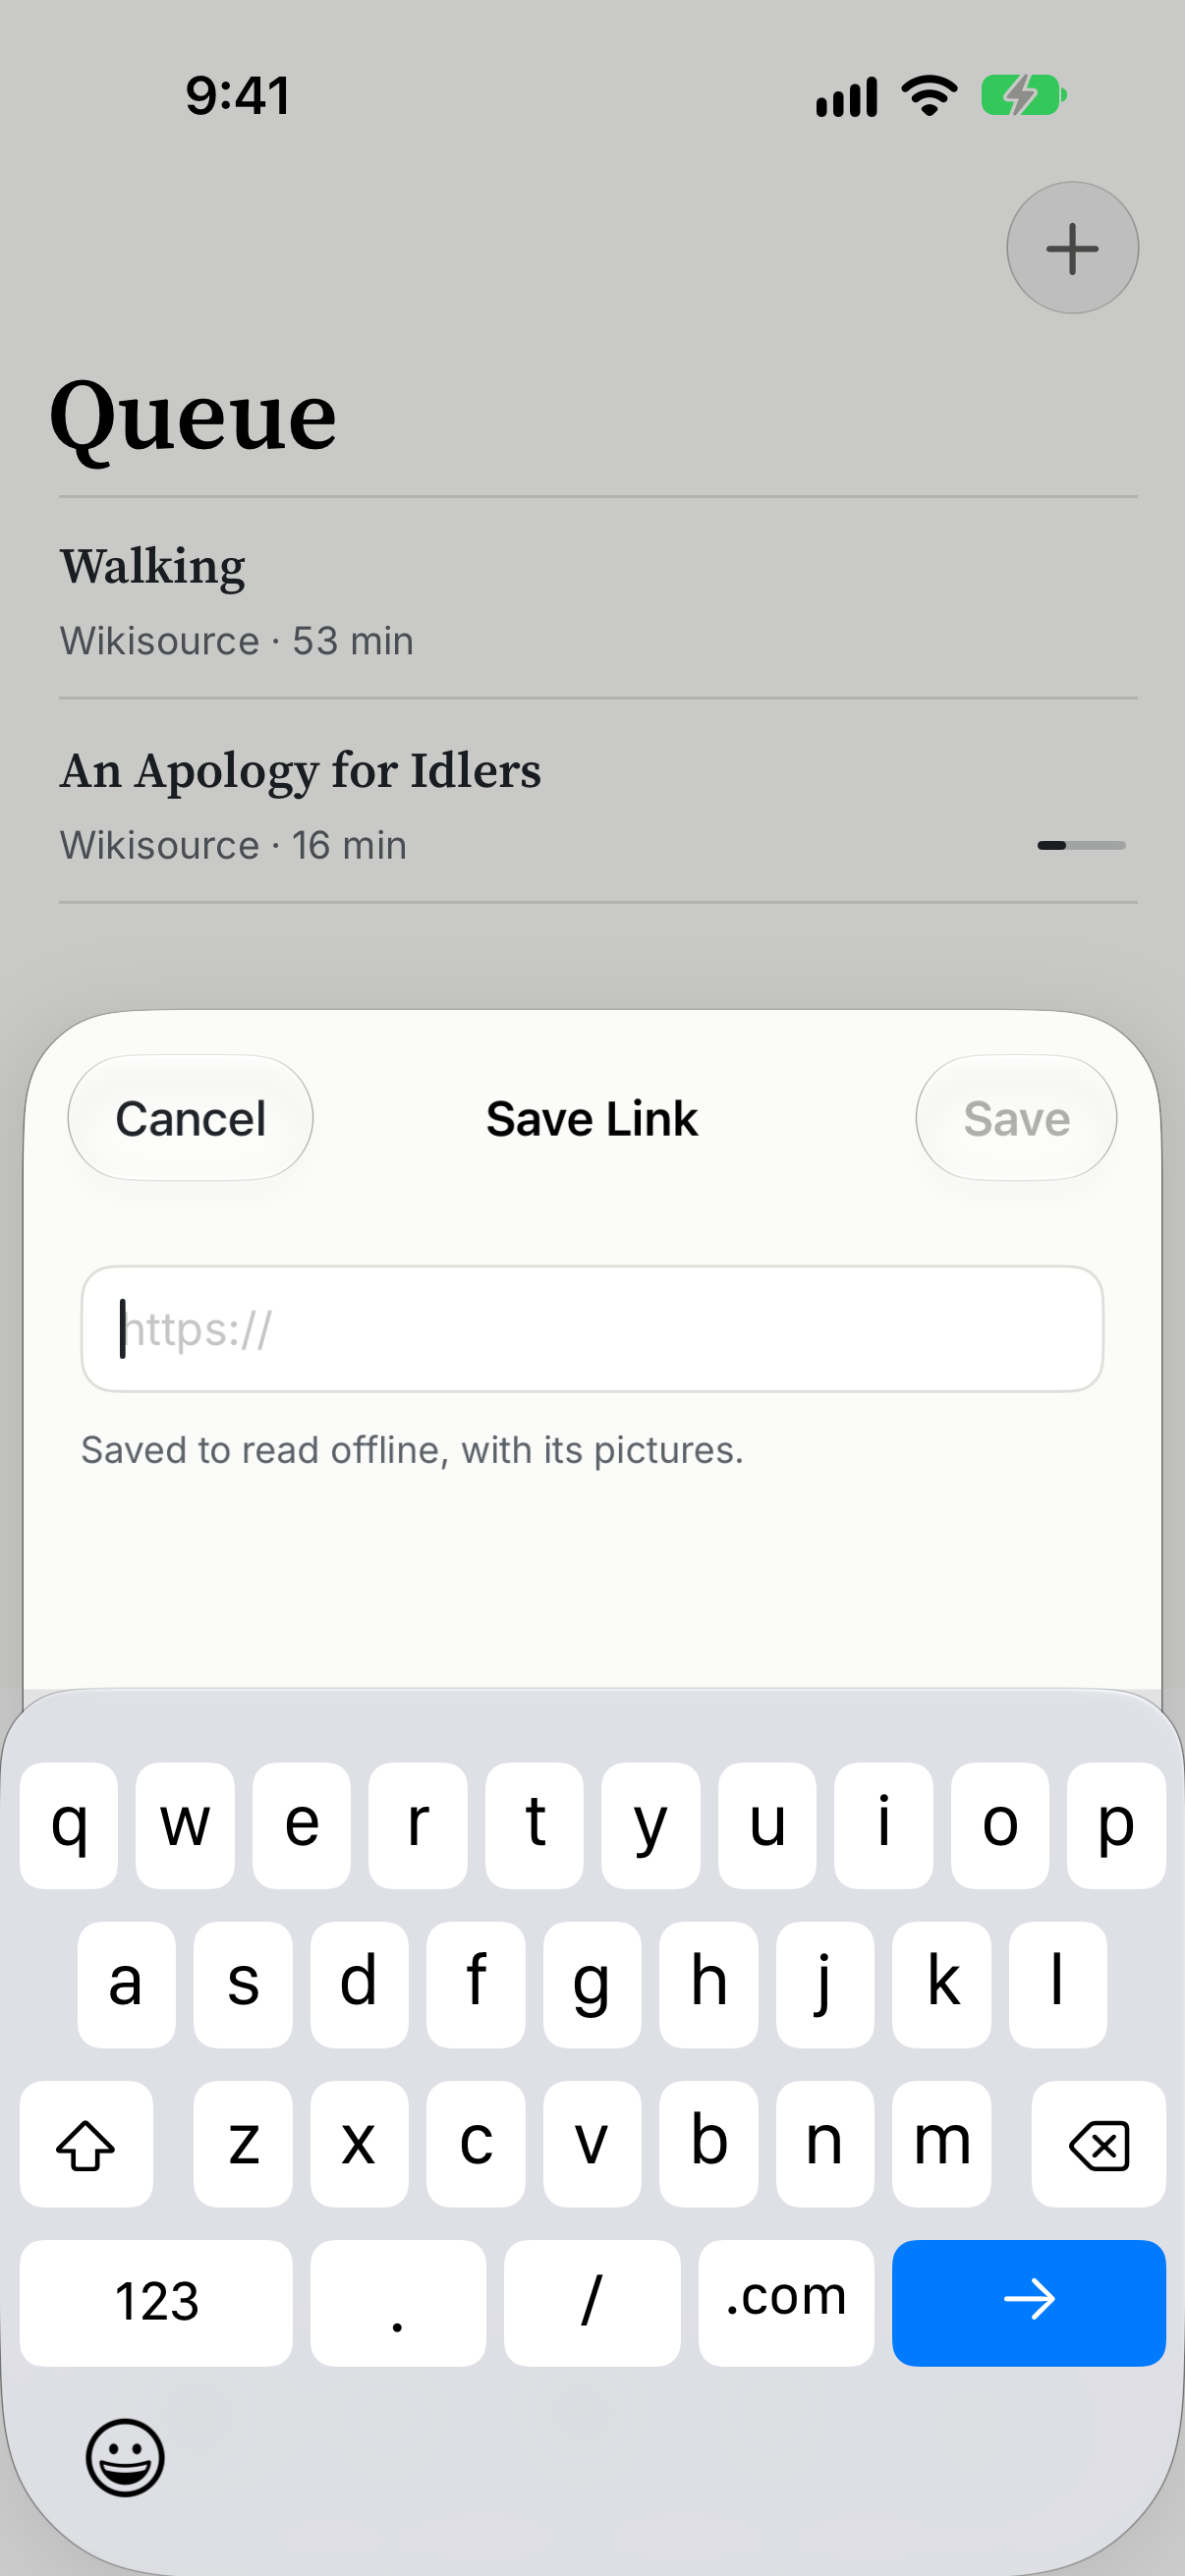 9:41
Queue
Walking
Wikisource · 53 min
An Apology for Idlers
Wikisource · 16 min
Cancel
Save Link
Save
https://
Saved to read offline, with its pictures.
q w e r t y u i o p
a s d f g h j k l
z x c v b n m
123 . / .com